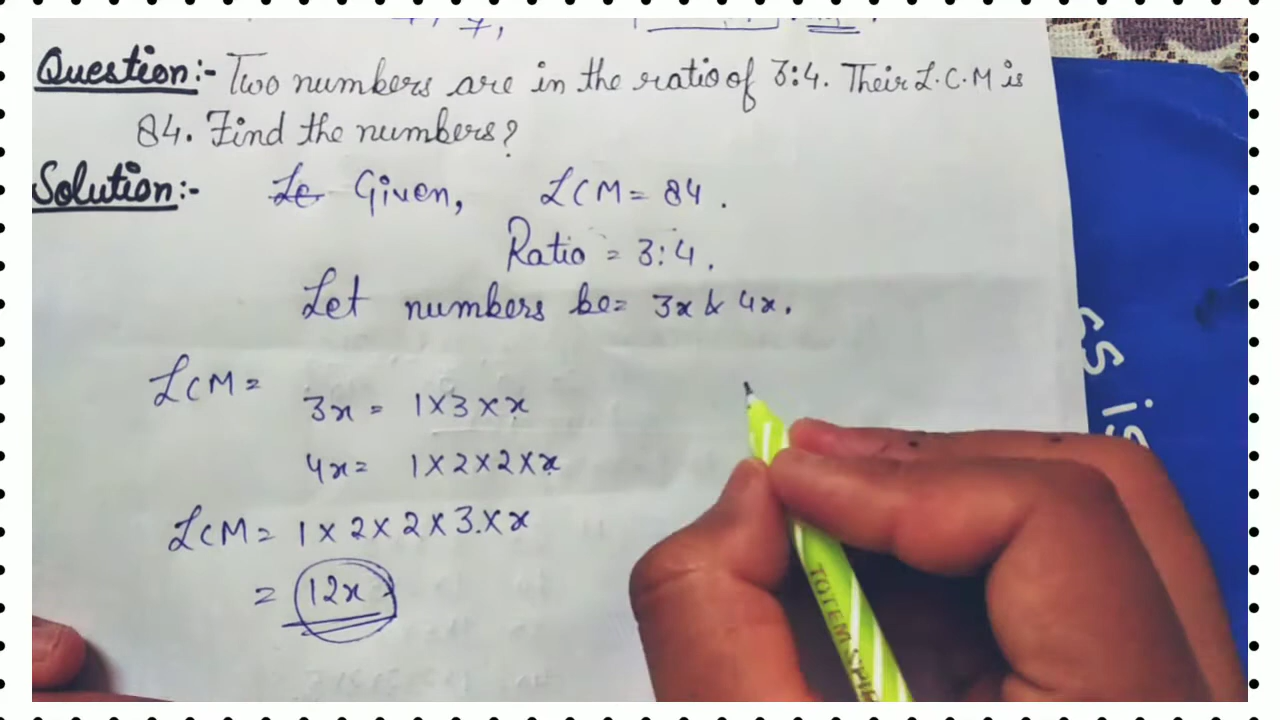 Question:- Two numbers are in the ratio of 3:4. Their L.C.M is
84. Find the numbers?
Solution:- Le Given, LCM = 84.
Ratio = 3:4.
Let numbers be= 3x & 4x.
LCM =
3x = 1×3×x
4x = 1×2×2×x
LCM = 1×2×2×3.×x
= 12x
TOTEM